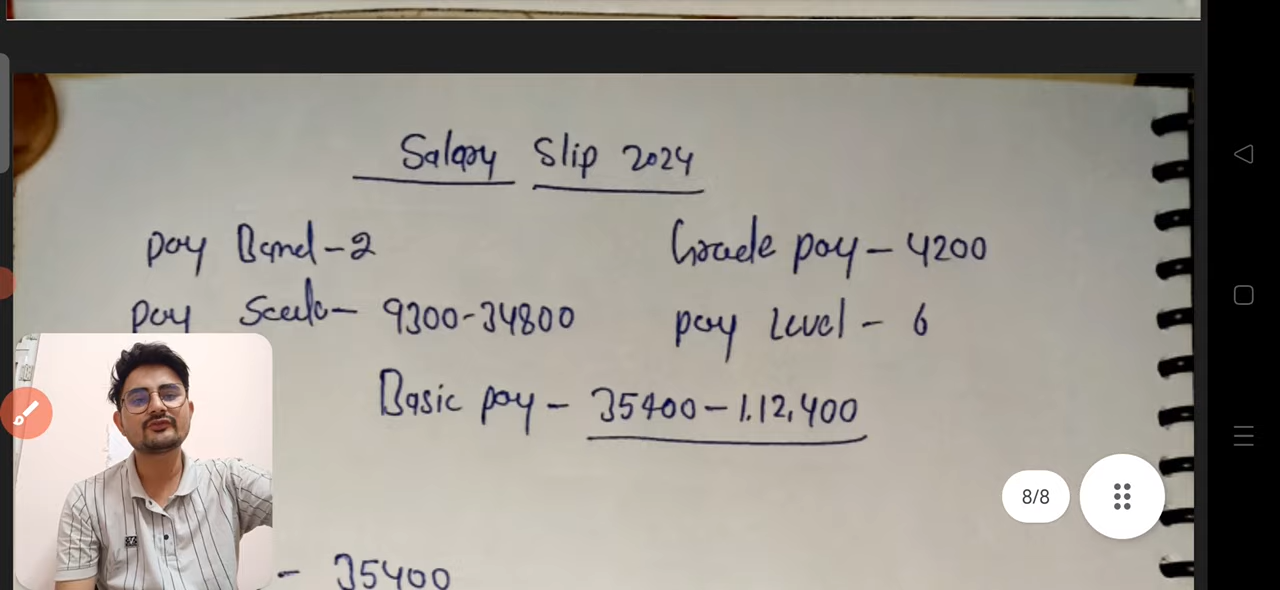 Salary Slip 2024
Pay Band-2
Grade pay - 4200
Pay Scale - 9300-34800
pay Level - 6
Basic pay - 35400-1,12,400
8/8
- 35400